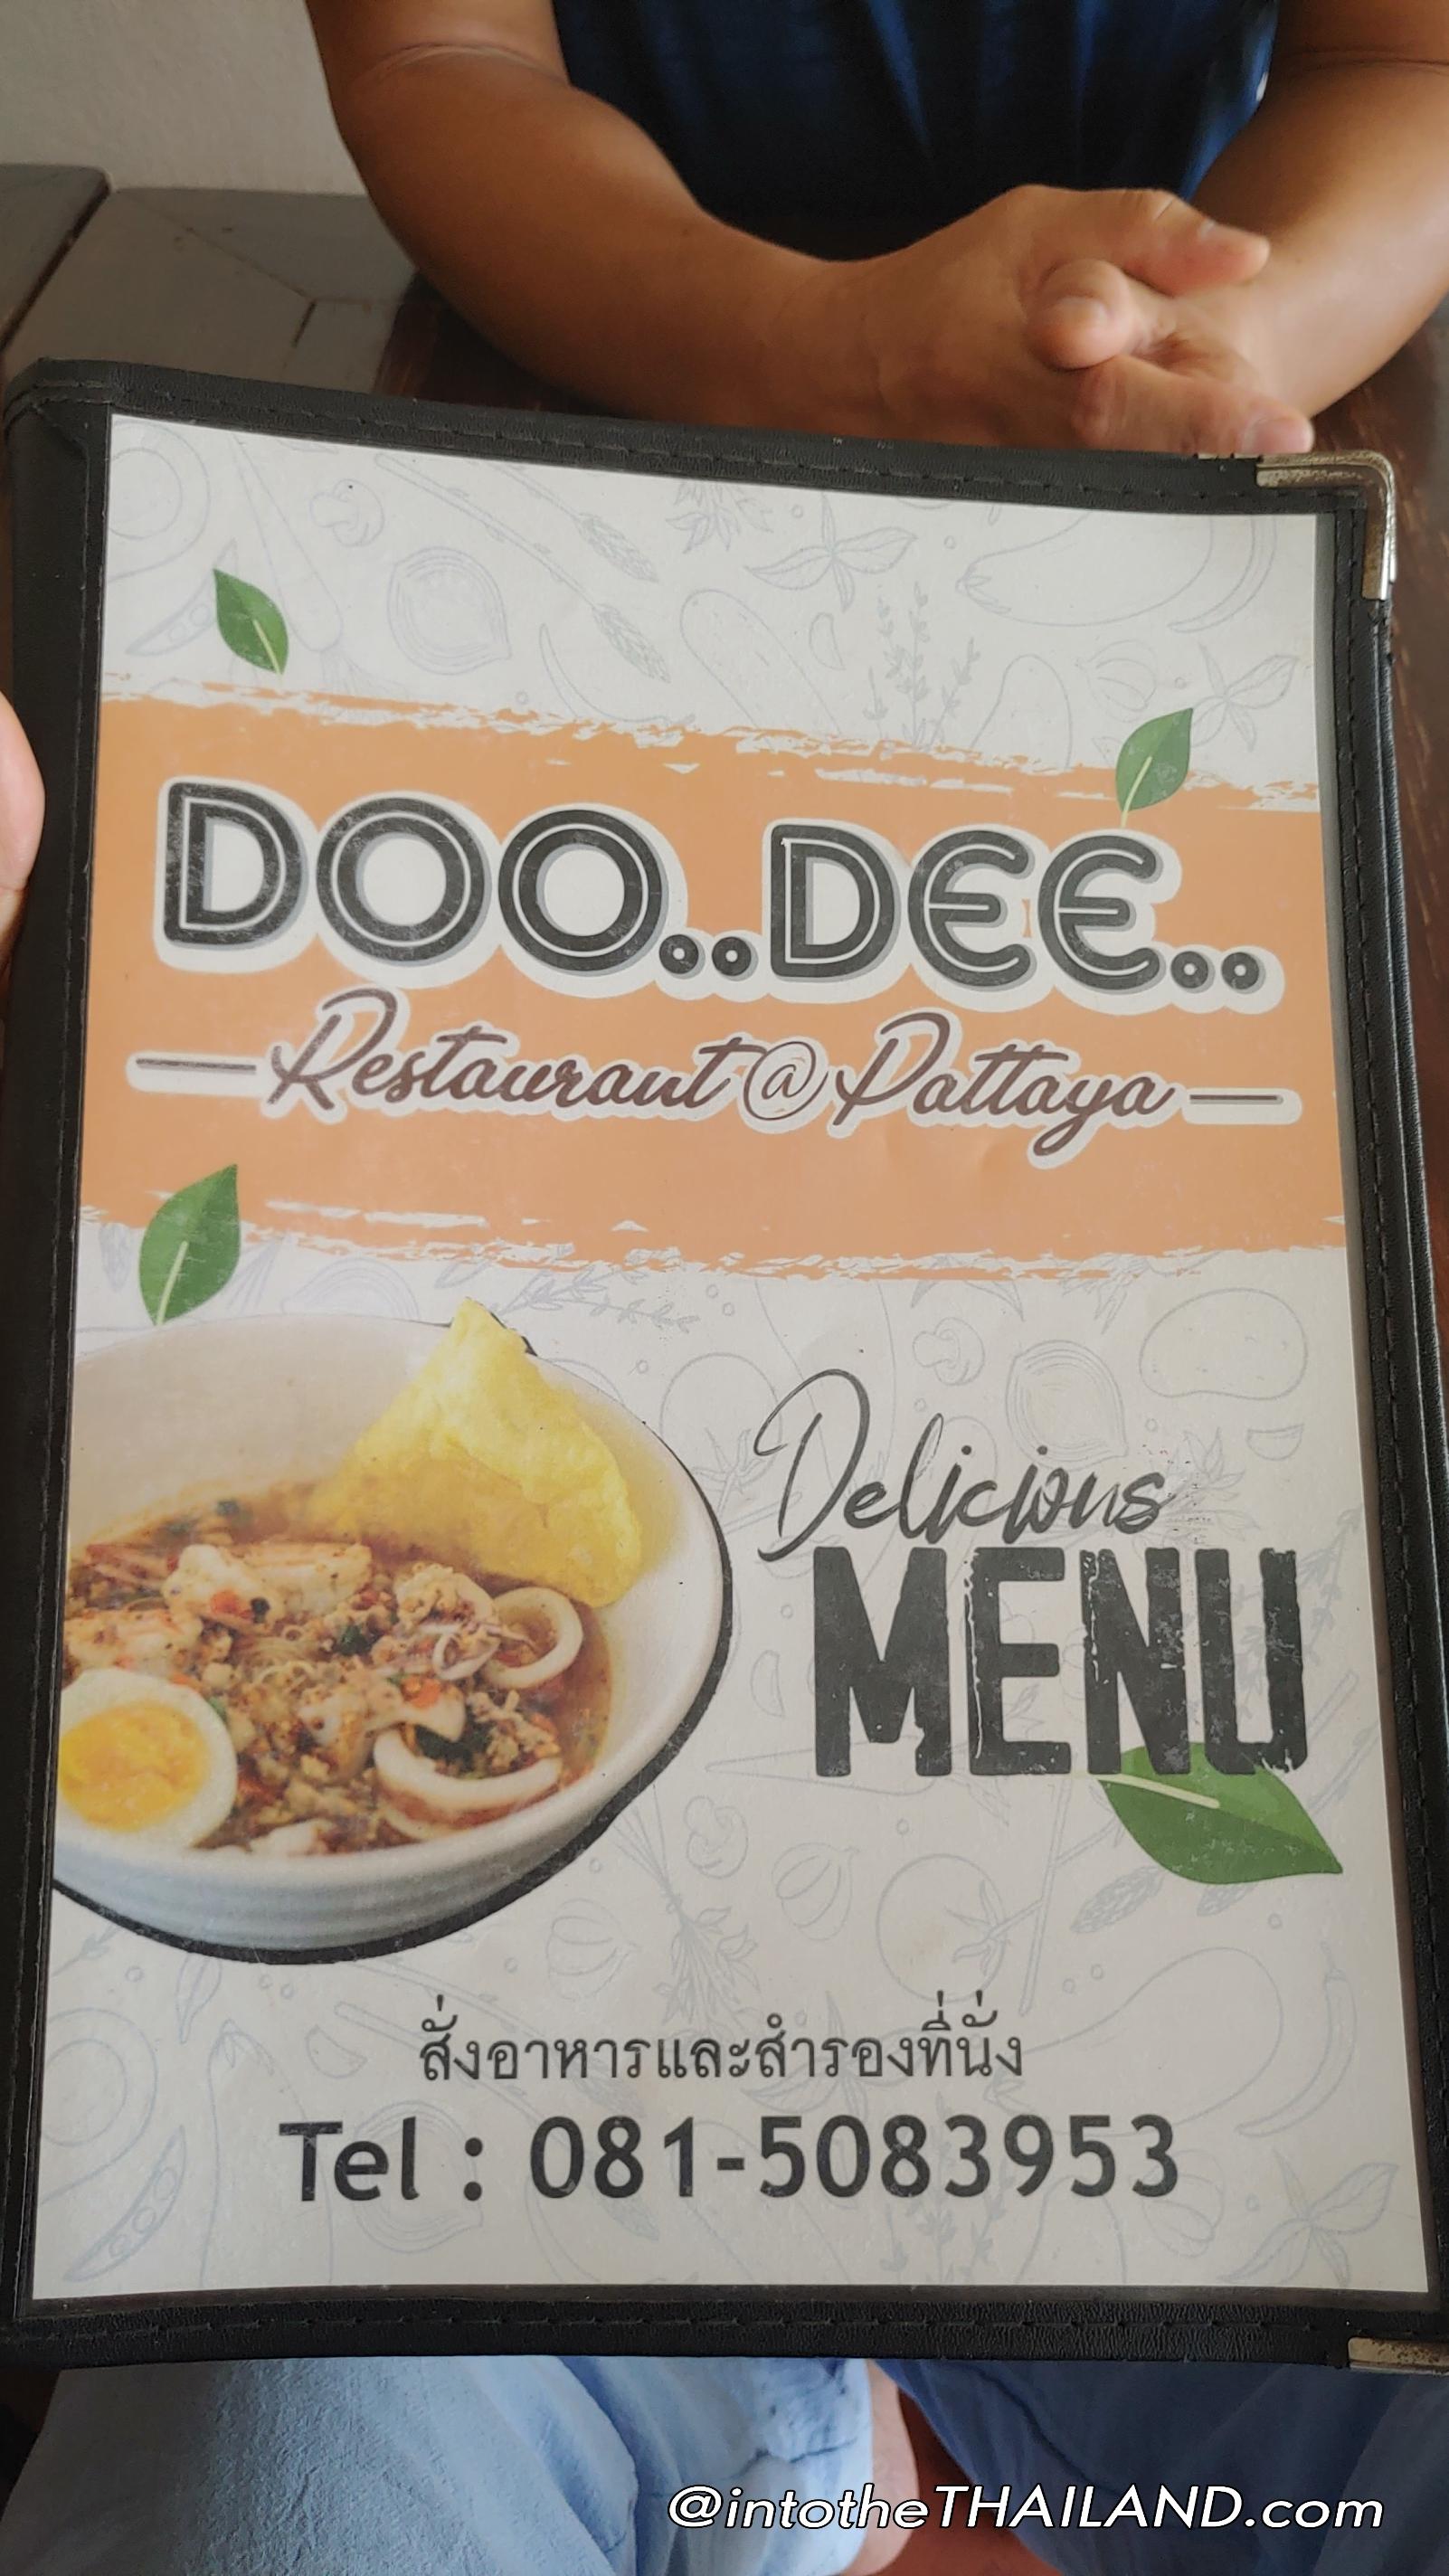 DOO..DEE..
Restaurant @ Pattaya
Delicious
MENU
สั่งอาหารและสำรองที่นั่ง
Tel : 081-5083953
@intotheTHAILAND.com